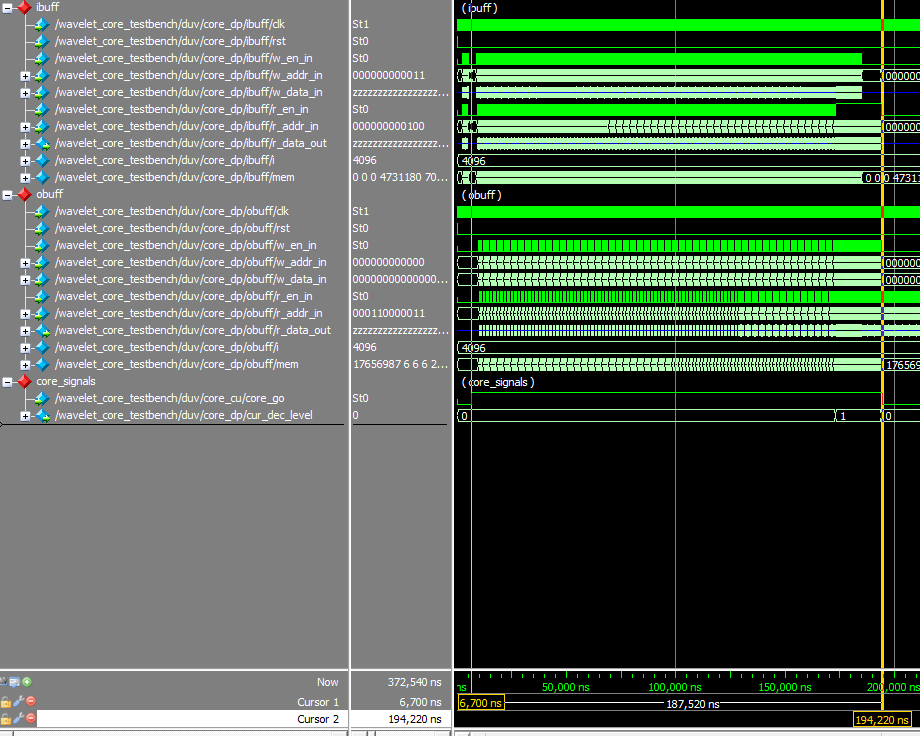 ibuff ( ibuff )
/wavelet_core_testbench/duv/core_dp/ibuff/clk St1
/wavelet_core_testbench/duv/core_dp/ibuff/rst St0
/wavelet_core_testbench/duv/core_dp/ibuff/w_en_in St0
/wavelet_core_testbench/duv/core_dp/ibuff/w_addr_in 000000000011 000000
/wavelet_core_testbench/duv/core_dp/ibuff/w_data_in zzzzzzzzzzzzzzzzz...
/wavelet_core_testbench/duv/core_dp/ibuff/r_en_in St0
/wavelet_core_testbench/duv/core_dp/ibuff/r_addr_in 000000000100 000000
/wavelet_core_testbench/duv/core_dp/ibuff/r_data_out zzzzzzzzzzzzzzzzz...
/wavelet_core_testbench/duv/core_dp/ibuff/i 4096 4096
/wavelet_core_testbench/duv/core_dp/ibuff/mem 0 0 0 4731180 70... 0 0 0 47311
obuff ( obuff )
/wavelet_core_testbench/duv/core_dp/obuff/clk St1
/wavelet_core_testbench/duv/core_dp/obuff/rst St0
/wavelet_core_testbench/duv/core_dp/obuff/w_en_in St0
/wavelet_core_testbench/duv/core_dp/obuff/w_addr_in 000000000000 000000
/wavelet_core_testbench/duv/core_dp/obuff/w_data_in 00000000000000... 000000
/wavelet_core_testbench/duv/core_dp/obuff/r_en_in St0
/wavelet_core_testbench/duv/core_dp/obuff/r_addr_in 000110000011
/wavelet_core_testbench/duv/core_dp/obuff/r_data_out zzzzzzzzzzzzzzzzz...
/wavelet_core_testbench/duv/core_dp/obuff/i 4096 4096
/wavelet_core_testbench/duv/core_dp/obuff/mem 17656987 6 6 6 2... 176569
core_signals ( core_signals )
/wavelet_core_testbench/duv/core_cu/core_go St0
/wavelet_core_testbench/duv/core_dp/cur_dec_level 0 0 1 0
Now 372,540 ns ns 50,000 ns 100,000 ns 150,000 ns 200,000 ns
Cursor 1 6,700 ns 6,700 ns 187,520 ns
Cursor 2 194,220 ns 194,220 ns